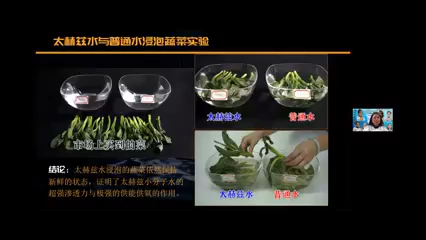 太赫兹水与普通水浸泡蔬菜实验
市场上买到的菜
太赫兹水 普通水
太赫兹水 普通水
结论：太赫兹水浸泡的蔬菜依然保持
新鲜的状态，证明了太赫兹小分子水的
超强渗透力与极强的供能供氧的作用。